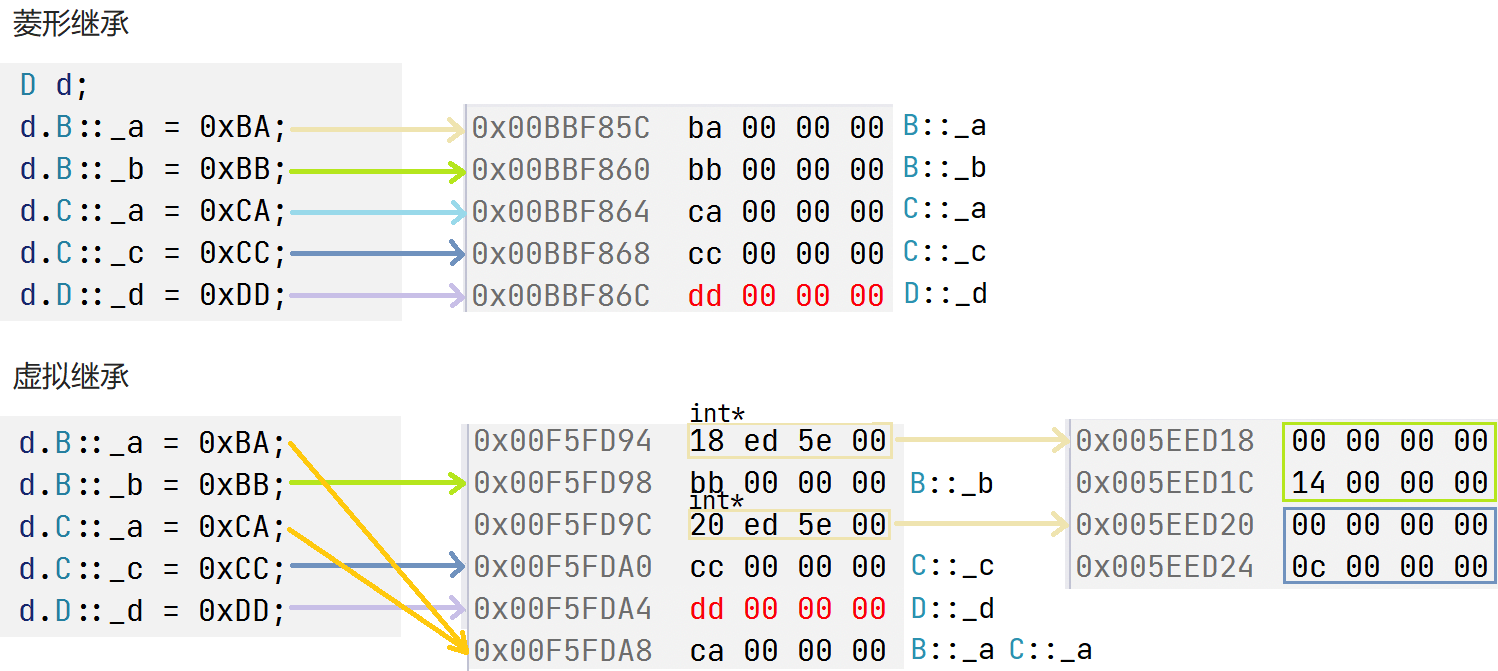 菱形继承
D d;
d.B::_a = 0xBA;
d.B::_b = 0xBB;
d.C::_a = 0xCA;
d.C::_c = 0xCC;
d.D::_d = 0xDD;
0x00BBF85C ba 00 00 00 B::_a
0x00BBF860 bb 00 00 00 B::_b
0x00BBF864 ca 00 00 00 C::_a
0x00BBF868 cc 00 00 00 C::_c
0x00BBF86C dd 00 00 00 D::_d
虚拟继承
d.B::_a = 0xBA;
d.B::_b = 0xBB;
d.C::_a = 0xCA;
d.C::_c = 0xCC;
d.D::_d = 0xDD;
int*
0x00F5FD94 18 ed 5e 00
0x00F5FD98 bb 00 00 00 B::_b
int*
0x00F5FD9C 20 ed 5e 00
0x00F5FDA0 cc 00 00 00 C::_c
0x00F5FDA4 dd 00 00 00 D::_d
0x00F5FDA8 ca 00 00 00 B::_a C::_a
0x005EED18 00 00 00 00
0x005EED1C 14 00 00 00
0x005EED20 00 00 00 00
0x005EED24 0c 00 00 00